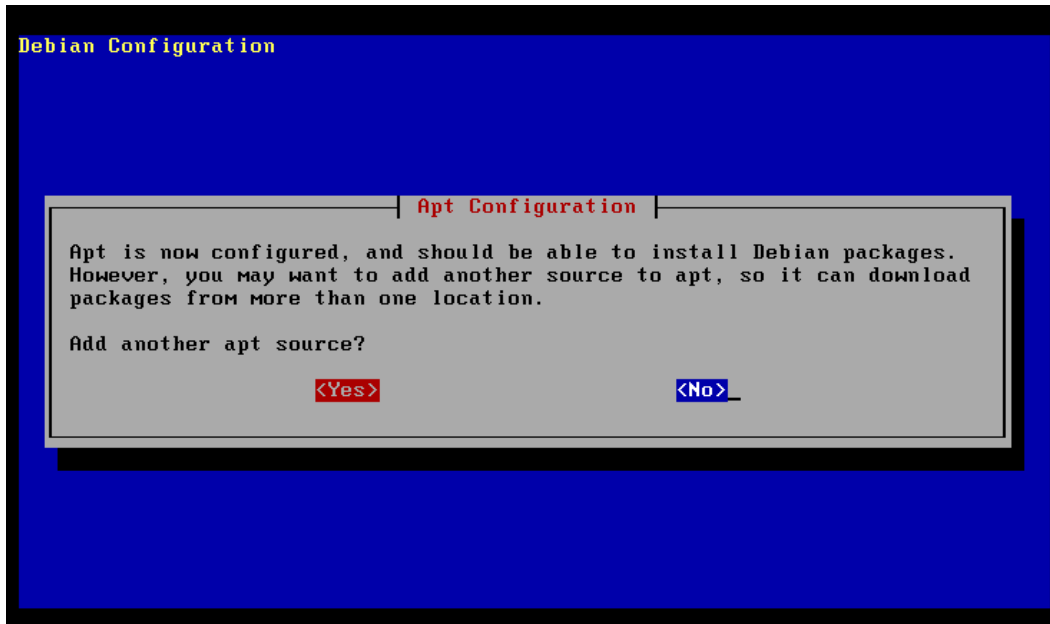 Debian Configuration
Apt Configuration
Apt is now configured, and should be able to install Debian packages.
However, you may want to add another source to apt, so it can download
packages from more than one location.
Add another apt source?
<Yes> <No>